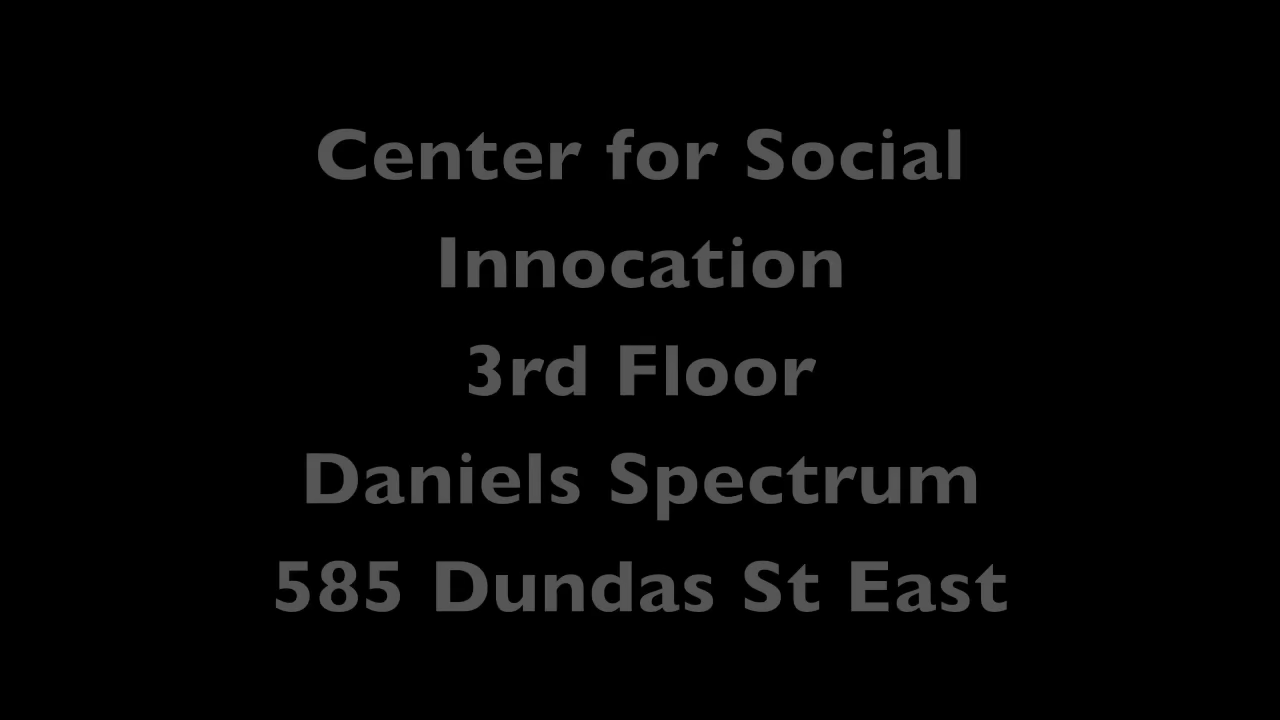 Center for Social
Innocation
3rd Floor
Daniels Spectrum
585 Dundas St East